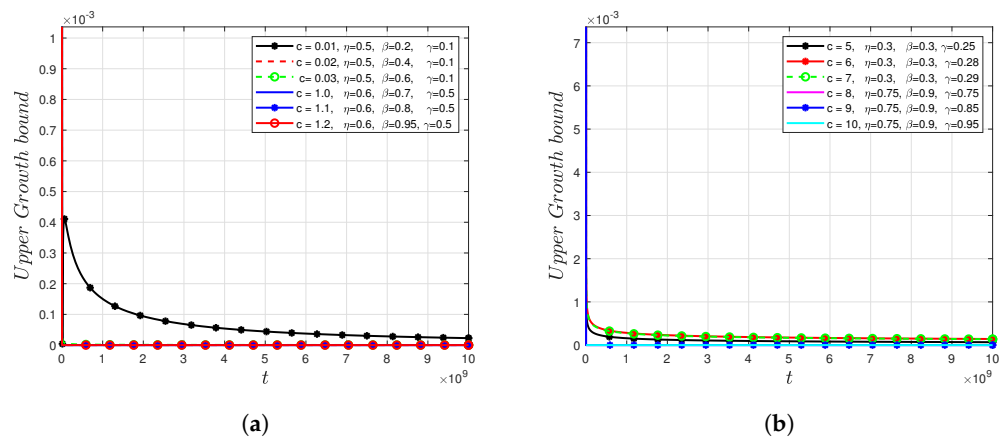 ×10⁻³
1
0.9
0.8
0.7
0.6
0.5
0.4
0.3
0.2
0.1
0
Upper Growth bound
c = 0.01, η=0.5, β=0.2, γ=0.1
c = 0.02, η=0.5, β=0.4, γ=0.1
c = 0.03, η=0.5, β=0.6, γ=0.1
c = 1.0, η=0.6, β=0.7, γ=0.5
c = 1.1, η=0.6, β=0.8, γ=0.5
c = 1.2, η=0.6, β=0.95, γ=0.5
0 1 2 3 4 5 6 7 8 9 10
t
×10⁹
(a)
×10⁻³
7
6
5
4
3
2
1
0
Upper Growth bound
c = 5, η=0.3, β=0.3, γ=0.25
c = 6, η=0.3, β=0.3, γ=0.28
c = 7, η=0.3, β=0.3, γ=0.29
c = 8, η=0.75, β=0.9, γ=0.75
c = 9, η=0.75, β=0.9, γ=0.85
c = 10, η=0.75, β=0.9, γ=0.95
0 1 2 3 4 5 6 7 8 9 10
t
×10⁹
(b)